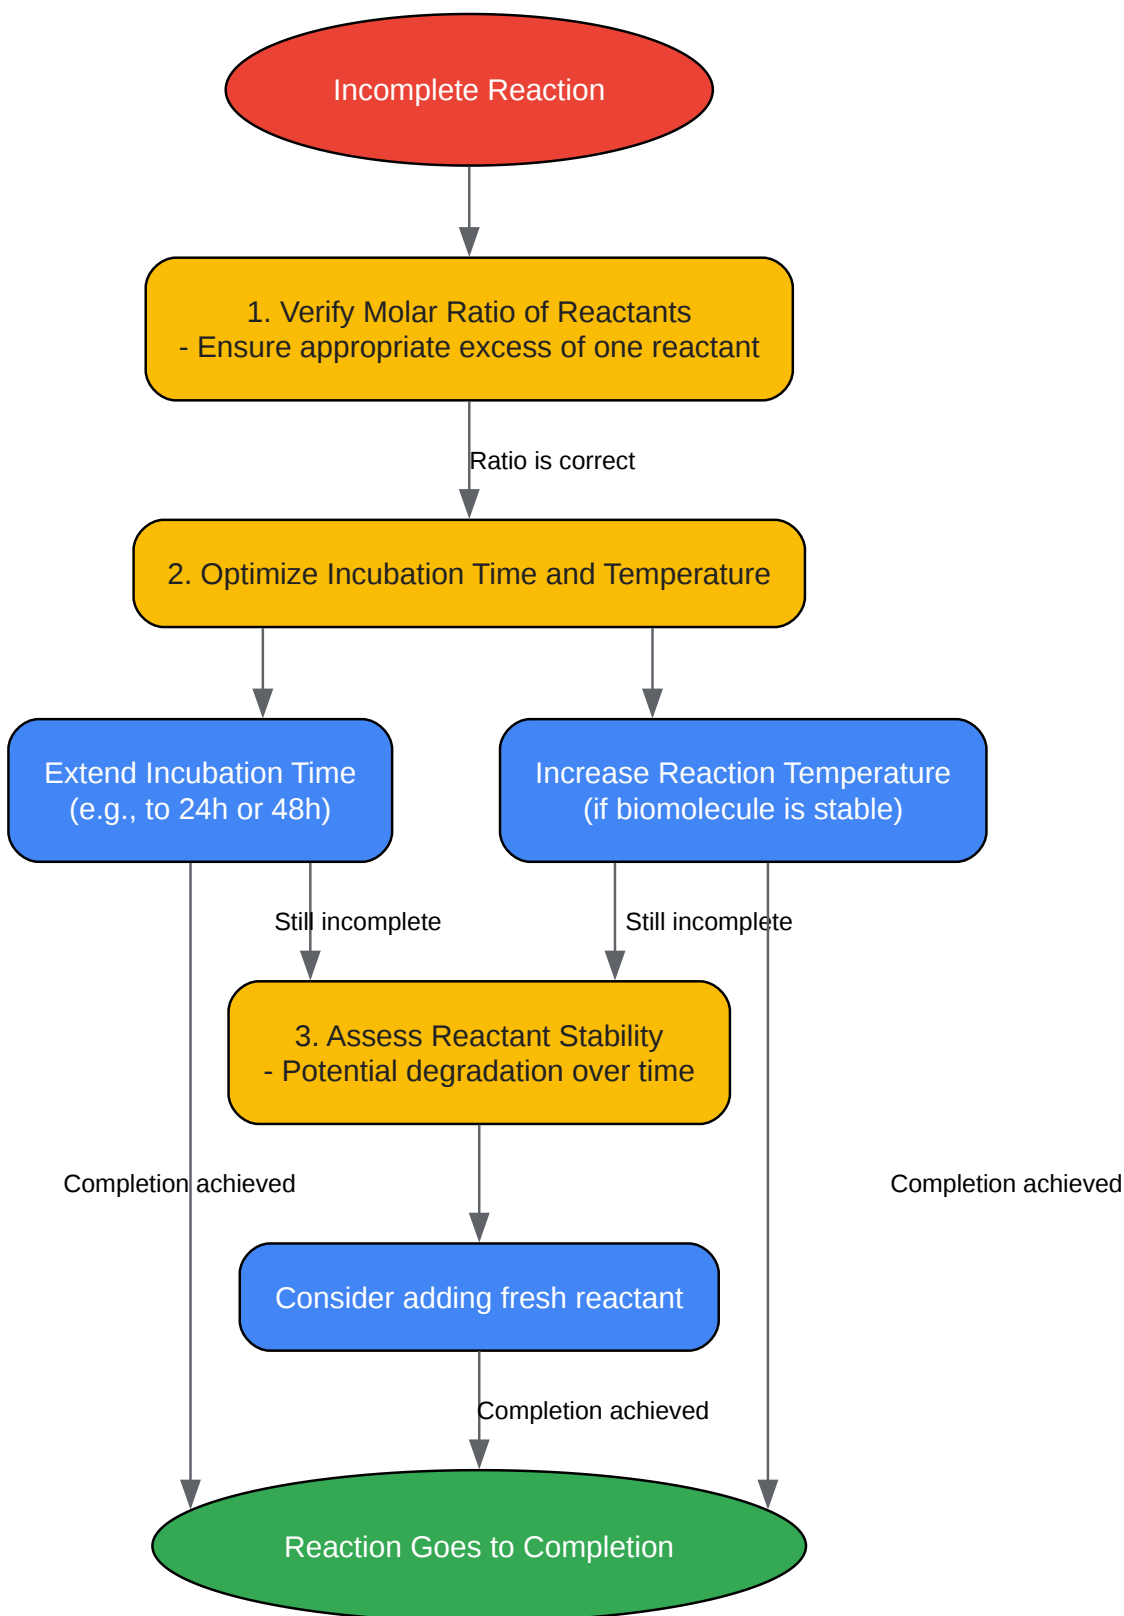 Incomplete Reaction
1. Verify Molar Ratio of Reactants
- Ensure appropriate excess of one reactant
Ratio is correct
2. Optimize Incubation Time and Temperature
Extend Incubation Time
(e.g., to 24h or 48h)
Increase Reaction Temperature
(if biomolecule is stable)
Still incomplete
Still incomplete
3. Assess Reactant Stability
- Potential degradation over time
Completion achieved
Completion achieved
Consider adding fresh reactant
Completion achieved
Reaction Goes to Completion